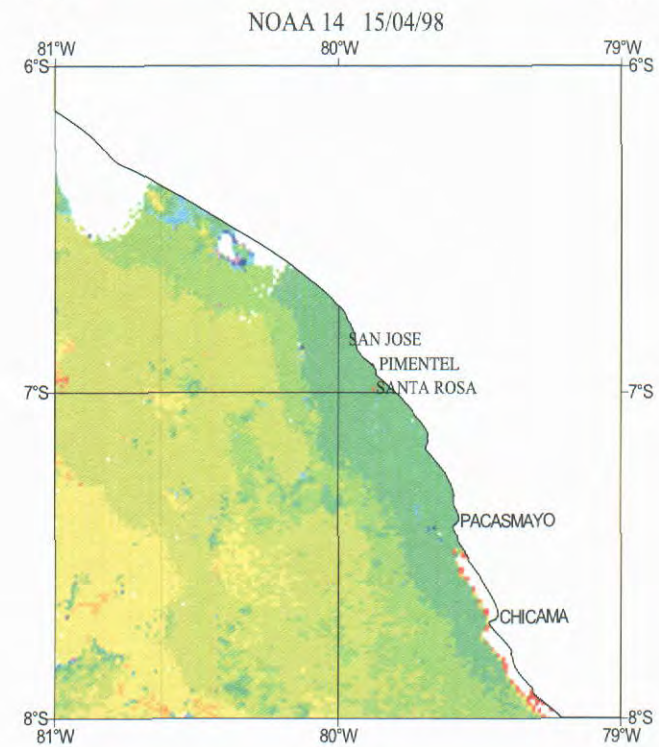 NOAA 14 15/04/98
81°W 80°W 79°W
6°S 6°S
SAN JOSE
PIMENTEL
SANTA ROSA
7°S 7°S
PACASMAYO
CHICAMA
8°S 8°S
81°W 80°W 79°W